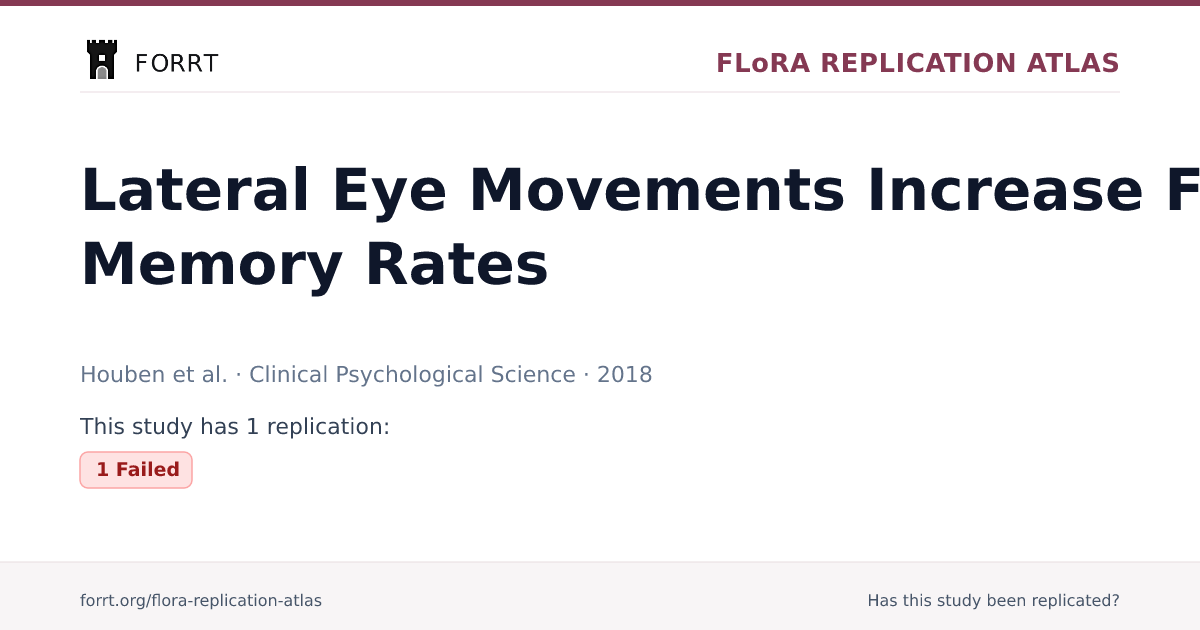 FORRT
FLoRA REPLICATION ATLAS
Lateral Eye Movements Increase F
Memory Rates
Houben et al. · Clinical Psychological Science · 2018
This study has 1 replication:
1 Failed
forrt.org/flora-replication-atlas
Has this study been replicated?